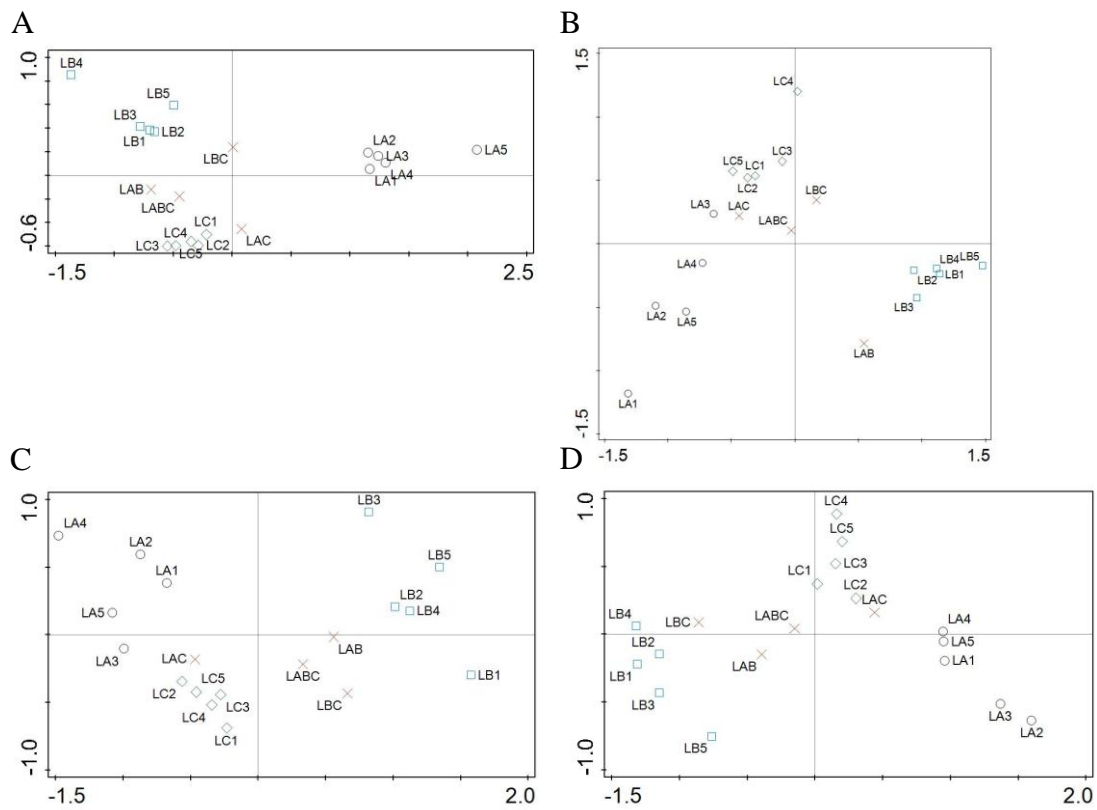 A
1.0
-0.6
-1.5
2.5
LB4
LB5
LB3
LB1
LB2
LBC
LAB
LABC
LAC
LC1
LC4
LC3
LC2
LC5
LA2
LA3
LA4
LA1
LA5
B
1.5
-1.5
-1.5
1.5
LC4
LC3
LC5
LC1
LC2
LA3
LAC
LBC
LABC
LA4
LA2
LA5
LA1
LB4
LB5
LB2
LB1
LB3
LAB
C
1.0
-1.0
-1.5
2.0
LB3
LA4
LA2
LA1
LB5
LA5
LB2
LB4
LA3
LAB
LAC
LABC
LB1
LC5
LC2
LC3
LBC
LC4
LC1
D
1.0
-1.0
-1.5
2.0
LC4
LC5
LC3
LC1
LC2
LAC
LB4
LBC
LABC
LA4
LB2
LA5
LAB
LA1
LB1
LB3
LA3
LA2
LB5